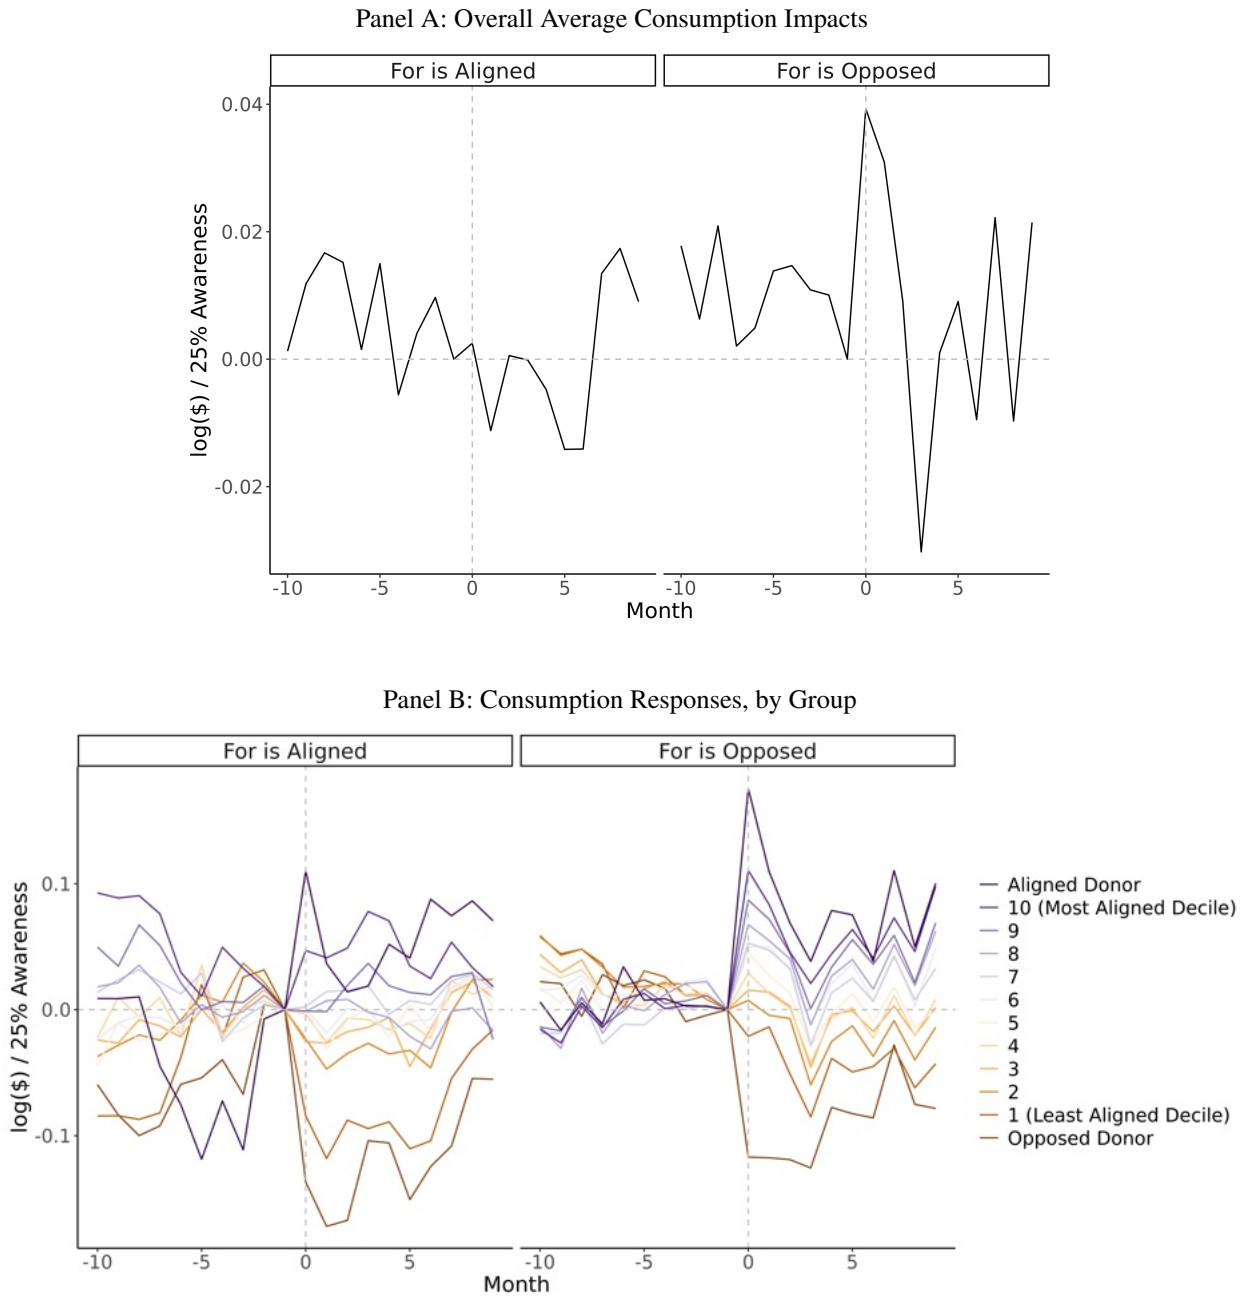 Panel A: Overall Average Consumption Impacts
For is Aligned
For is Opposed
0.04
0.02
0.00
-0.02
log($) / 25% Awareness
-10
-5
0
5
-10
-5
0
5
Month
Panel B: Consumption Responses, by Group
For is Aligned
For is Opposed
0.1
0.0
-0.1
log($) / 25% Awareness
-10
-5
0
5
-10
-5
0
5
Month
Aligned Donor
10 (Most Aligned Decile)
9
8
7
6
5
4
3
2
1 (Least Aligned Decile)
Opposed Donor